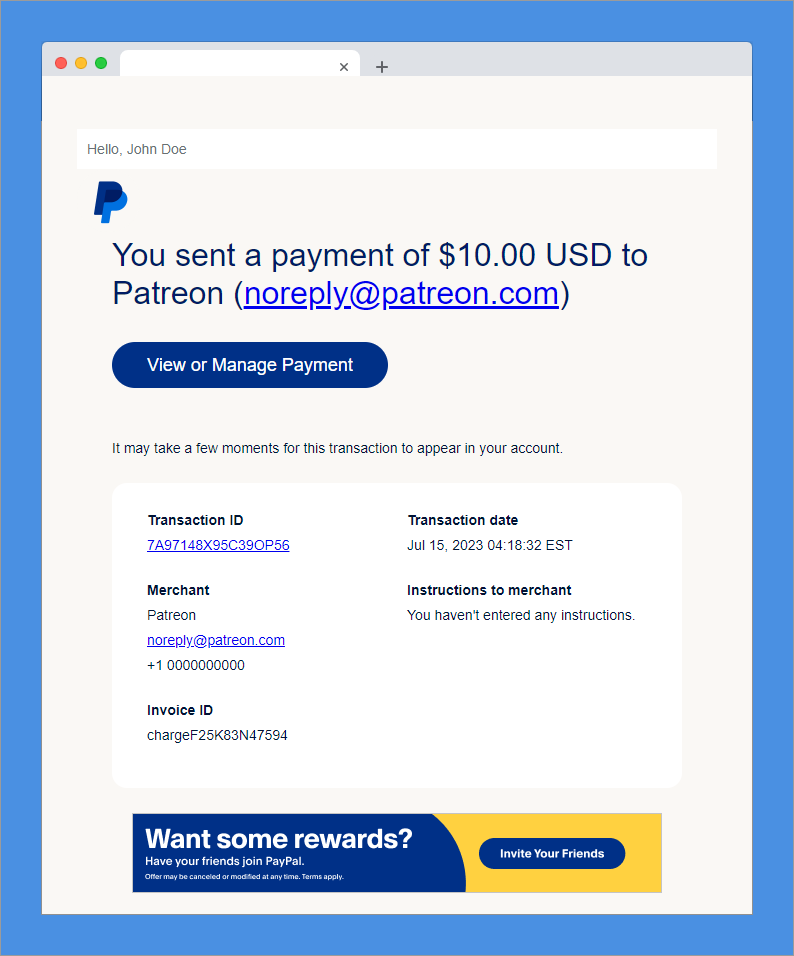 Hello, John Doe
You sent a payment of $10.00 USD to
Patreon (noreply@patreon.com)
View or Manage Payment
It may take a few moments for this transaction to appear in your account.
Transaction ID
7A97148X95C39OP56
Transaction date
Jul 15, 2023 04:18:32 EST
Merchant
Patreon
noreply@patreon.com
+1 0000000000
Instructions to merchant
You haven't entered any instructions.
Invoice ID
chargeF25K83N47594
Want some rewards?
Have your friends join PayPal.
Offer may be canceled or modified at any time. Terms apply.
Invite Your Friends